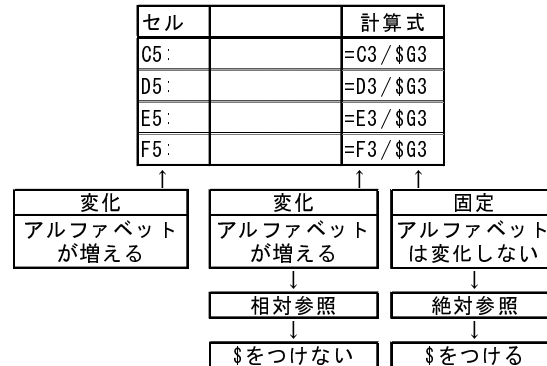 セル 計算式
C5: =C3/$G3
D5: =D3/$G3
E5: =E3/$G3
F5: =F3/$G3
↑ ↑ ↑
変化 変化 固定
アルファベット アルファベット アルファベット
が増える が増える は変化しない
↓ ↓
相対参照 絶対参照
↓ ↓
$をつけない $をつける